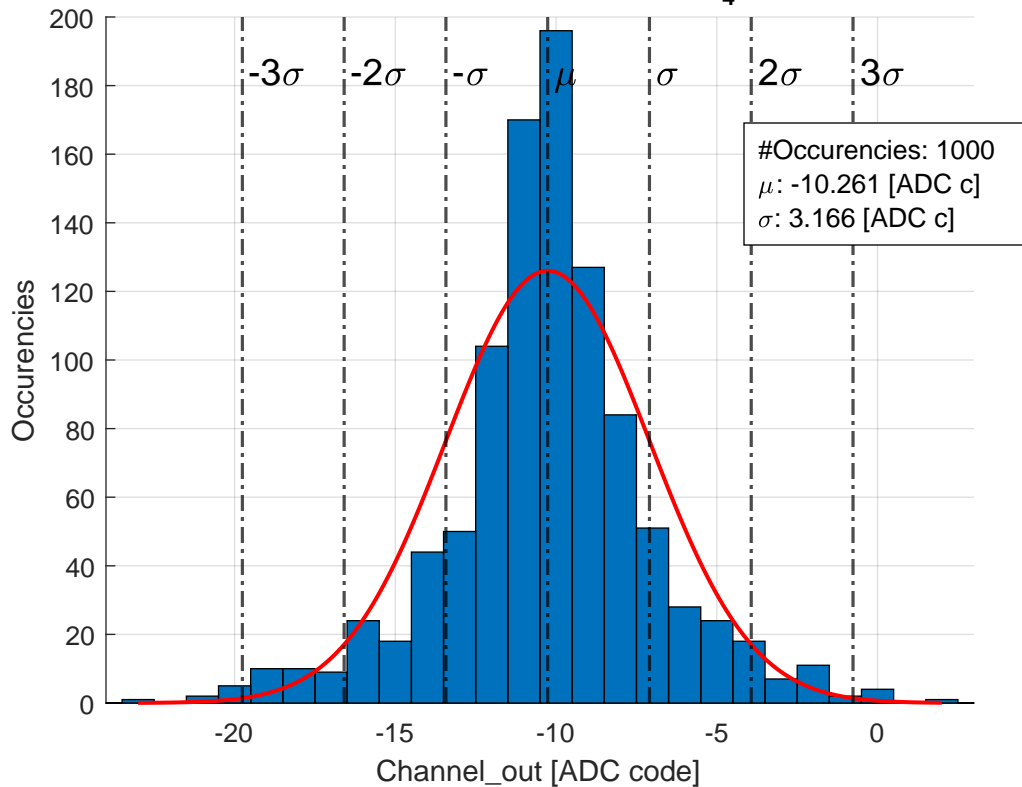 4
200
180
160
140
120
100
80
60
40
20
0
Occurencies
-3σ -2σ -σ μ σ 2σ 3σ
#Occurencies: 1000
μ: -10.261 [ADC c]
σ: 3.166 [ADC c]
-20 -15 -10 -5 0
Channel_out [ADC code]